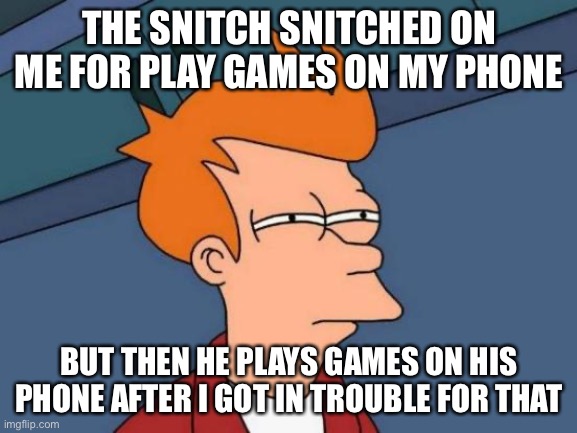 THE SNITCH SNITCHED ON
ME FOR PLAY GAMES ON MY PHONE
BUT THEN HE PLAYS GAMES ON HIS
PHONE AFTER I GOT IN TROUBLE FOR THAT
imgflip.com